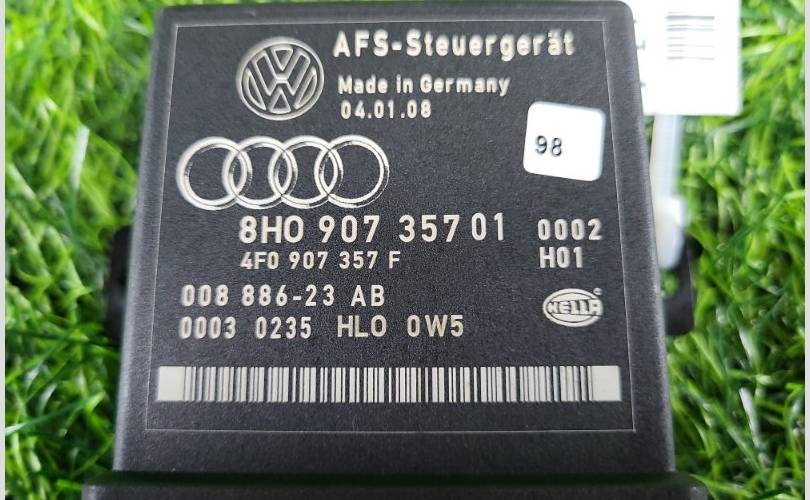 AFS-Steuergerät
Made in Germany
04.01.08
98
8H0 907 357 01 0002
4F0 907 357 F H01
008 886-23 AB
0003 0235 HL0 0W5
HELLA